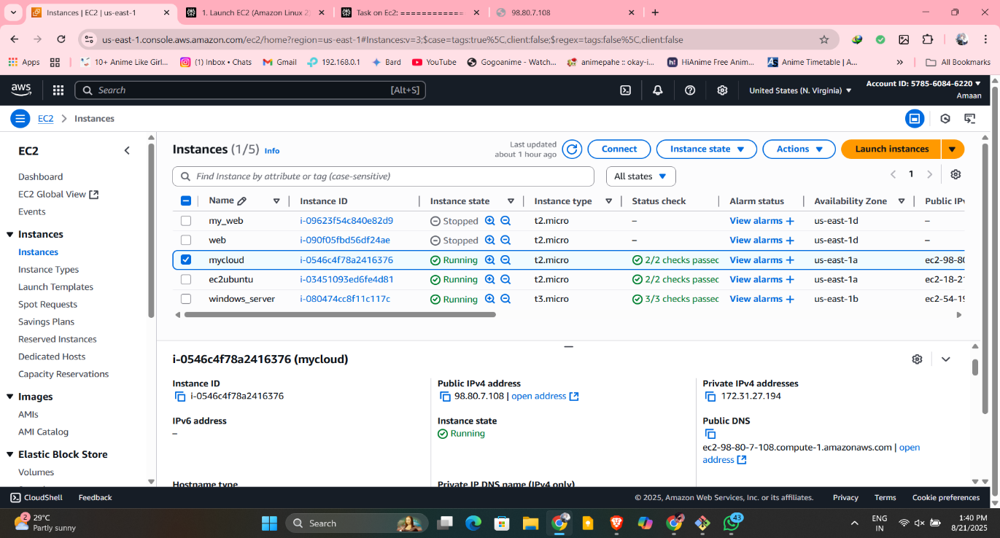 Instances | EC2 | us-east-1
1. Launch EC2 (Amazon Linux 2
Task on Ec2: ============
98.80.7.108
us-east-1.console.aws.amazon.com/ec2/home?region=us-east-1#Instances:v=3;$case=tags:true%5C,client:false;$regex=tags:false%5C,client:false
Apps
10+ Anime Like Girl...
(1) Inbox • Chats
Gmail
192.168.0.1
Bard
YouTube
Gogoanime - Watch...
animepahe :: okay-i...
HiAnime Free Anim...
Anime Timetable | A...
All Bookmarks
aws
Search
[Alt+S]
United States (N. Virginia)
Account ID: 5785-6084-6220
Amaan
EC2
Instances
EC2
Dashboard
EC2 Global View
Events
Instances
Instances
Instance Types
Launch Templates
Spot Requests
Savings Plans
Reserved Instances
Dedicated Hosts
Capacity Reservations
Images
AMIs
AMI Catalog
Elastic Block Store
Volumes
Instances (1/5) Info
Last updated
about 1 hour ago
Connect
Instance state
Actions
Launch instances
Find Instance by attribute or tag (case-sensitive)
All states
1
Name Instance ID Instance state Instance type Status check Alarm status Availability Zone Public IPv
my_web i-09623f54c840e82d9 Stopped t2.micro – View alarms + us-east-1d –
web i-090f05fbd56df24ae Stopped t2.micro – View alarms + us-east-1d –
mycloud i-0546c4f78a2416376 Running t2.micro 2/2 checks passec View alarms + us-east-1a ec2-98-80
ec2ubuntu i-03451093ed6fe4d81 Running t2.micro 2/2 checks passec View alarms + us-east-1a ec2-18-21
windows_server i-080474cc8f11c117c Running t3.micro 3/3 checks passec View alarms + us-east-1b ec2-54-19
i-0546c4f78a2416376 (mycloud)
Instance ID
i-0546c4f78a2416376
Public IPv4 address
98.80.7.108 | open address
Private IPv4 addresses
172.31.27.194
IPv6 address
–
Instance state
Running
Public DNS
ec2-98-80-7-108.compute-1.amazonaws.com | open
address
Hostname type
Private IP DNS name (IPv4 only)
CloudShell
Feedback
© 2025, Amazon Web Services, Inc. or its affiliates.
Privacy
Terms
Cookie preferences
2
29°C
Partly sunny
Search
43
ENG
IN
1:40 PM
8/21/2025